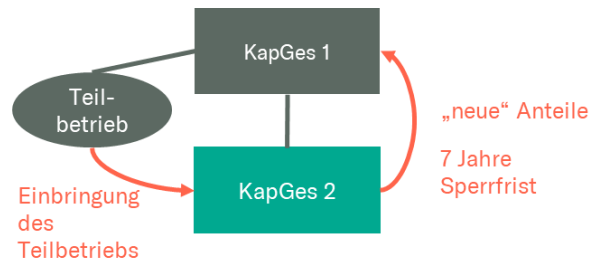 KapGes 1
Teil-
betrieb
„neue“ Anteile
7 Jahre
Sperrfrist
KapGes 2
Einbringung
des
Teilbetriebs